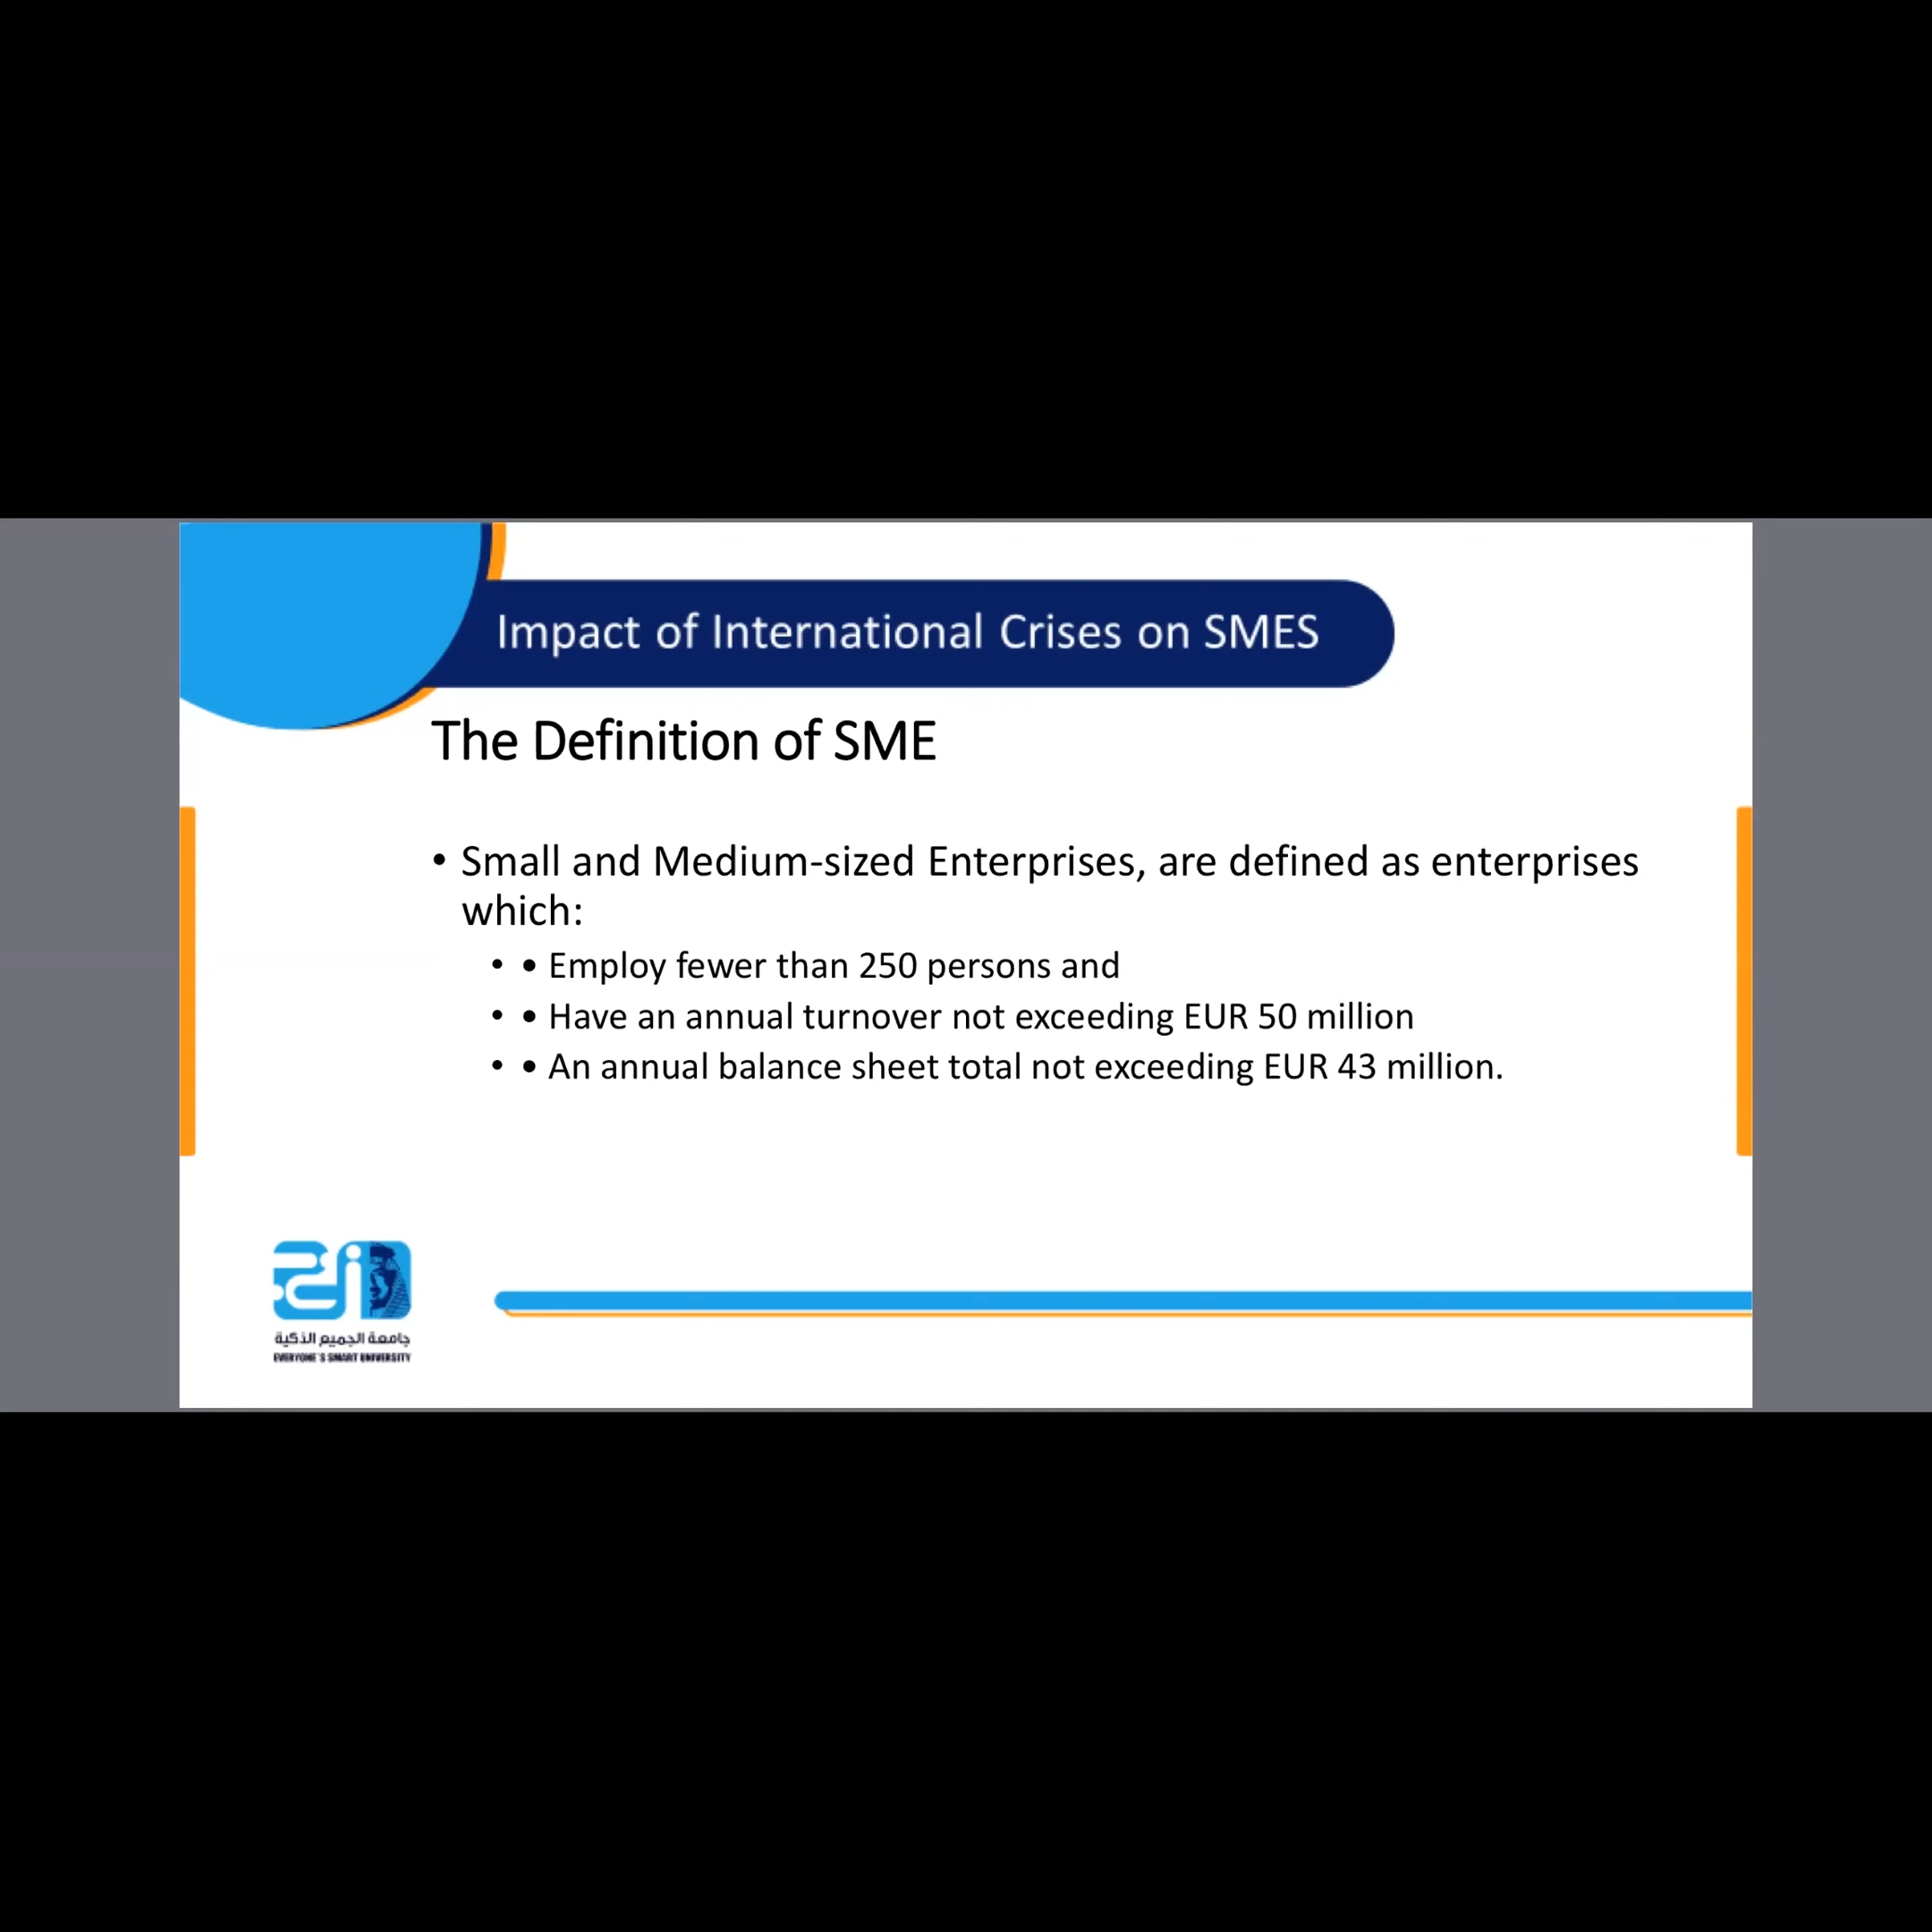 Impact of International Crises on SMES
The Definition of SME
• Small and Medium-sized Enterprises, are defined as enterprises
which:
• • Employ fewer than 250 persons and
• • Have an annual turnover not exceeding EUR 50 million
• • An annual balance sheet total not exceeding EUR 43 million.
جامعة الجميع الذكية
EVERYONE`S SMART UNIVERSITY